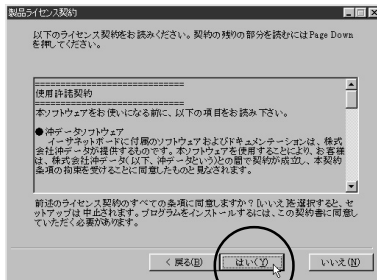 製品ライセンス契約
以下のライセンス契約をお読みください。契約の残りの部分を読むにはPage Down
を押してください。
使用許諾契約
本ソフトウェアをお使いになる前に、以下の項目をお読み下さい。
●沖データソフトウェア
イーサネットボードに付属のソフトウェアおよびドキュメンテーションは、株式
会社沖データが提供するものです。本ソフトウェアを使用することにより、お客様
は、株式会社沖データ(以下、沖データという)との間で契約が成立し、本契約
条項の拘束を受けることに同意したものと見なされます。
前述のライセンス契約のすべての条項に同意しますか？[いいえ]を選択すると、セ
ットアップは中止されます。プログラムをインストールするには、この契約書に同意し
ていただく必要があります。
< 戻る(B)
はい(Y)
いいえ(N)